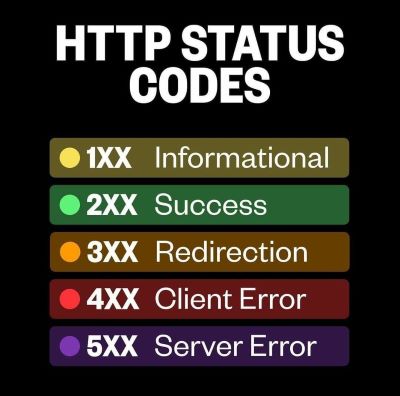 HTTP STATUS
CODES
1XX Informational
2XX Success
3XX Redirection
4XX Client Error
5XX Server Error